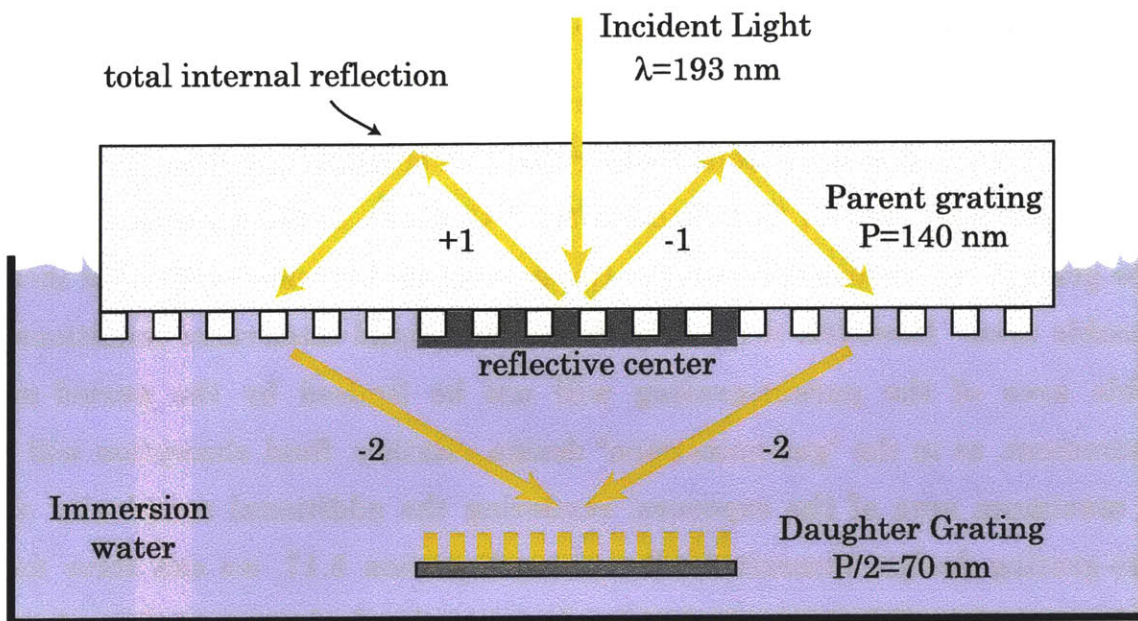 Incident Light
λ=193 nm
total internal reflection
+1
-1
Parent grating
P=140 nm
reflective center
-2
-2
Immersion
water
Daughter Grating
P/2=70 nm